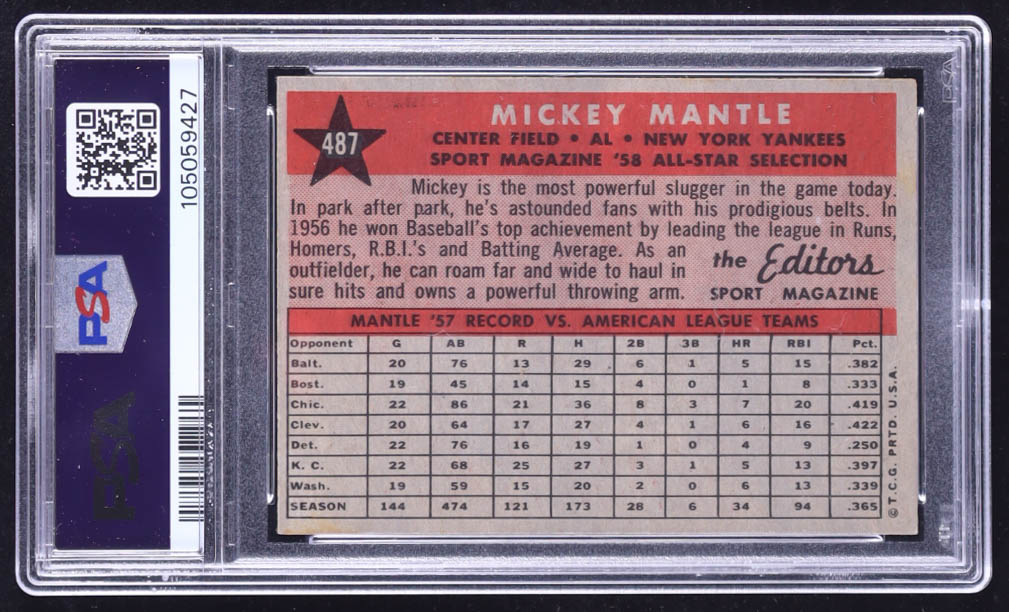 105059427
PSA
PSA
PSA
487
MICKEY MANTLE
CENTER FIELD • AL • NEW YORK YANKEES
SPORT MAGAZINE '58 ALL-STAR SELECTION
Mickey is the most powerful slugger in the game today.
In park after park, he's astounded fans with his prodigious belts. In
1956 he won Baseball's top achievement by leading the league in Runs,
Homers, R.B.I.'s and Batting Average. As an
outfielder, he can roam far and wide to haul in
sure hits and owns a powerful throwing arm.
the Editors
SPORT MAGAZINE
MANTLE '57 RECORD VS. AMERICAN LEAGUE TEAMS
Opponent G AB R H 2B 3B HR RBI Pct.
Balt. 20 76 13 29 6 1 5 15 .382
Bost. 19 45 14 15 4 0 1 8 .333
Chic. 22 86 21 36 8 3 7 20 .419
Clev. 20 64 17 27 4 1 6 16 .422
Det. 22 76 16 19 1 0 4 9 .250
K. C. 22 68 25 27 3 1 5 13 .397
Wash. 19 59 15 20 2 0 6 13 .339
SEASON 144 474 121 173 28 6 34 94 .365
© T.C.G. PRTD. U.S.A.